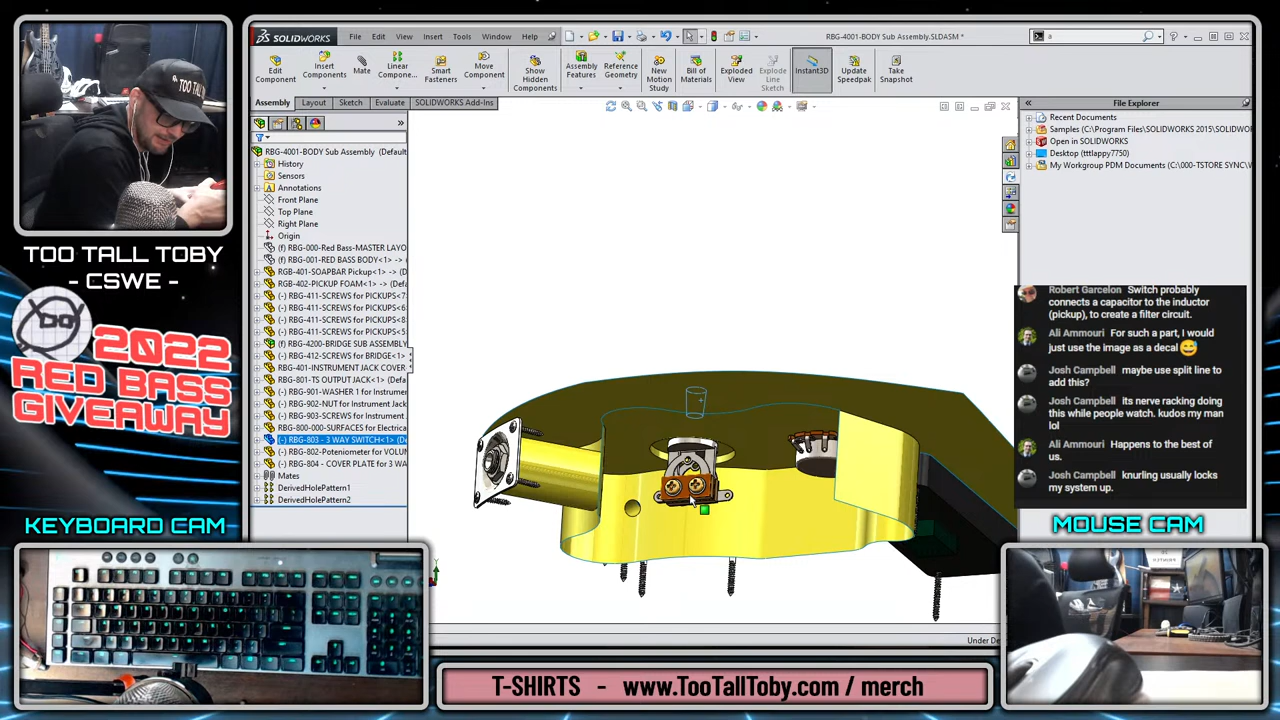 SOLIDWORKS
File
Edit
View
Insert
Tools
Window
Help
RBG-4001-BODY Sub Assembly.SLDASM *
a
Edit Component
Insert Components
Mate
Linear Compone...
Smart Fasteners
Move Component
Show Hidden Components
Assembly Features
Reference Geometry
New Motion Study
Bill of Materials
Exploded View
Explode Line Sketch
Instant3D
Update Speedpak
Take Snapshot
Assembly
Layout
Sketch
Evaluate
SOLIDWORKS Add-Ins
RBG-4001-BODY Sub Assembly (Default
History
Sensors
Annotations
Front Plane
Top Plane
Right Plane
Origin
(f) RBG-000-Red Bass-MASTER LAYO
(f) RBG-001-RED BASS BODY<1> ->
RGB-401-SOAPBAR Pickup<1> -> (D
RGB-402-PICKUP FOAM<1> -> (Defa
(-) RBG-411-SCREWS for PICKUPS<7
(-) RBG-411-SCREWS for PICKUPS<6
(-) RBG-411-SCREWS for PICKUPS<8
(-) RBG-411-SCREWS for PICKUPS<5
(f) RBG-4200-BRIDGE SUB ASSEMBLY
(-) RBG-412-SCREWS for BRIDGE<1>
RBG-401-INSTRUMENT JACK COVER
RBG-801-TS OUTPUT JACK<1> (Defa
(-) RBG-901-WASHER 1 for Instrumen
(-) RBG-902-NUT for Instrument Jack
(-) RBG-903-SCREWS for Instrument
RBG-800-000-SURFACES for Electrica
(-) RBG-803 - 3 WAY SWITCH<1> (De
(-) RBG-802-Poteniometer for VOLUM
(-) RBG-804 - COVER PLATE for 3 WA
Mates
DerivedHolePattern1
DerivedHolePattern2
File Explorer
Recent Documents
Samples (C:\Program Files\SOLIDWORKS 2015\SOLIDWO
Open in SOLIDWORKS
Desktop (tttlappy7750)
My Workgroup PDM Documents (C:\000-TSTORE SYNC\W
Robert Garcelon Switch probably
connects a capacitor to the inductor
(pickup), to create a filter circuit.
Ali Ammouri For such a part, I would
just use the image as a decal 😅
Josh Campbell maybe use split line to
add this?
Josh Campbell its nerve racking doing
this while people watch. kudos my man
lol
Ali Ammouri Happens to the best of
us.
Josh Campbell knurling usually locks
my system up.
Under De
TOO TALL TOBY
- CSWE -
2022
RED BASS
GIVEAWAY
KEYBOARD CAM
MOUSE CAM
T-SHIRTS - www.TooTallToby.com / merch